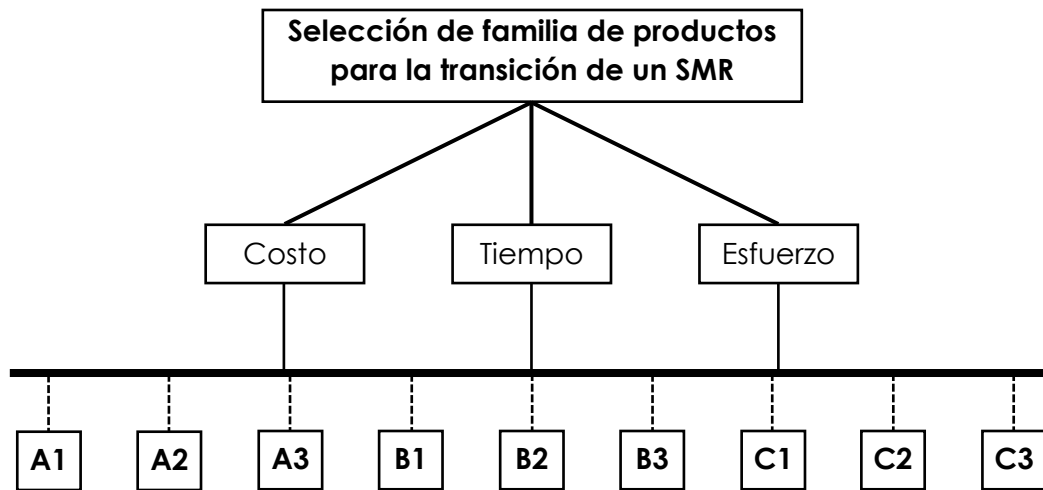 Selección de familia de productos
para la transición de un SMR
Costo
Tiempo
Esfuerzo
A1
A2
A3
B1
B2
B3
C1
C2
C3